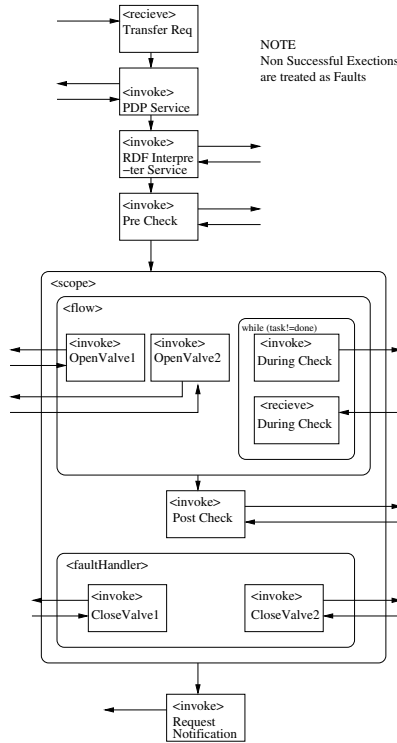 <recieve>
Transfer Req
NOTE
Non Successful Exections
are treated as Faults
<invoke>
PDP Service
<invoke>
RDF Interpre
-ter Service
<invoke>
Pre Check
<scope>
<flow>
while (task!=done)
<invoke>
OpenValve1
<invoke>
OpenValve2
<invoke>
During Check
<recieve>
During Check
<invoke>
Post Check
<faultHandler>
<invoke>
CloseValve1
<invoke>
CloseValve2
<invoke>
Request
Notification